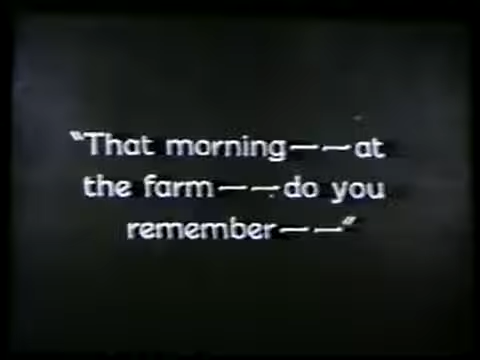 “That morning——at
the farm——do you
remember——”